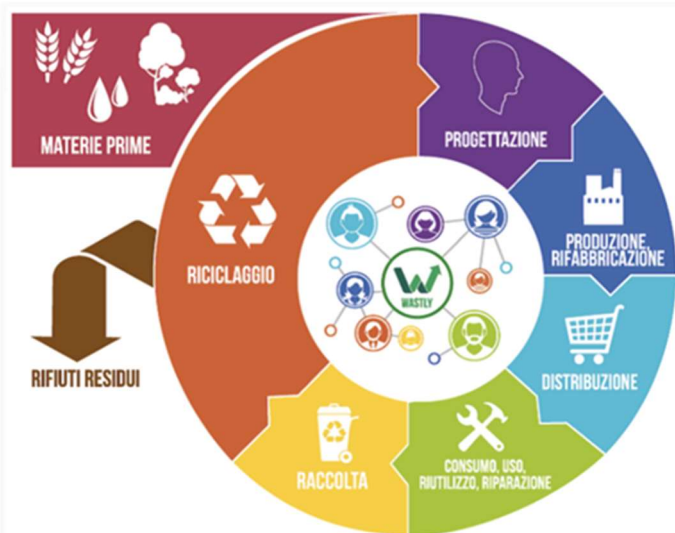 MATERIE PRIME
PROGETTAZIONE
PRODUZIONE,
RIFABBRICAZIONE
DISTRIBUZIONE
CONSUMO, USO,
RIUTILIZZO, RIPARAZIONE
RACCOLTA
RICICLAGGIO
RIFIUTI RESIDUI
WASTLY